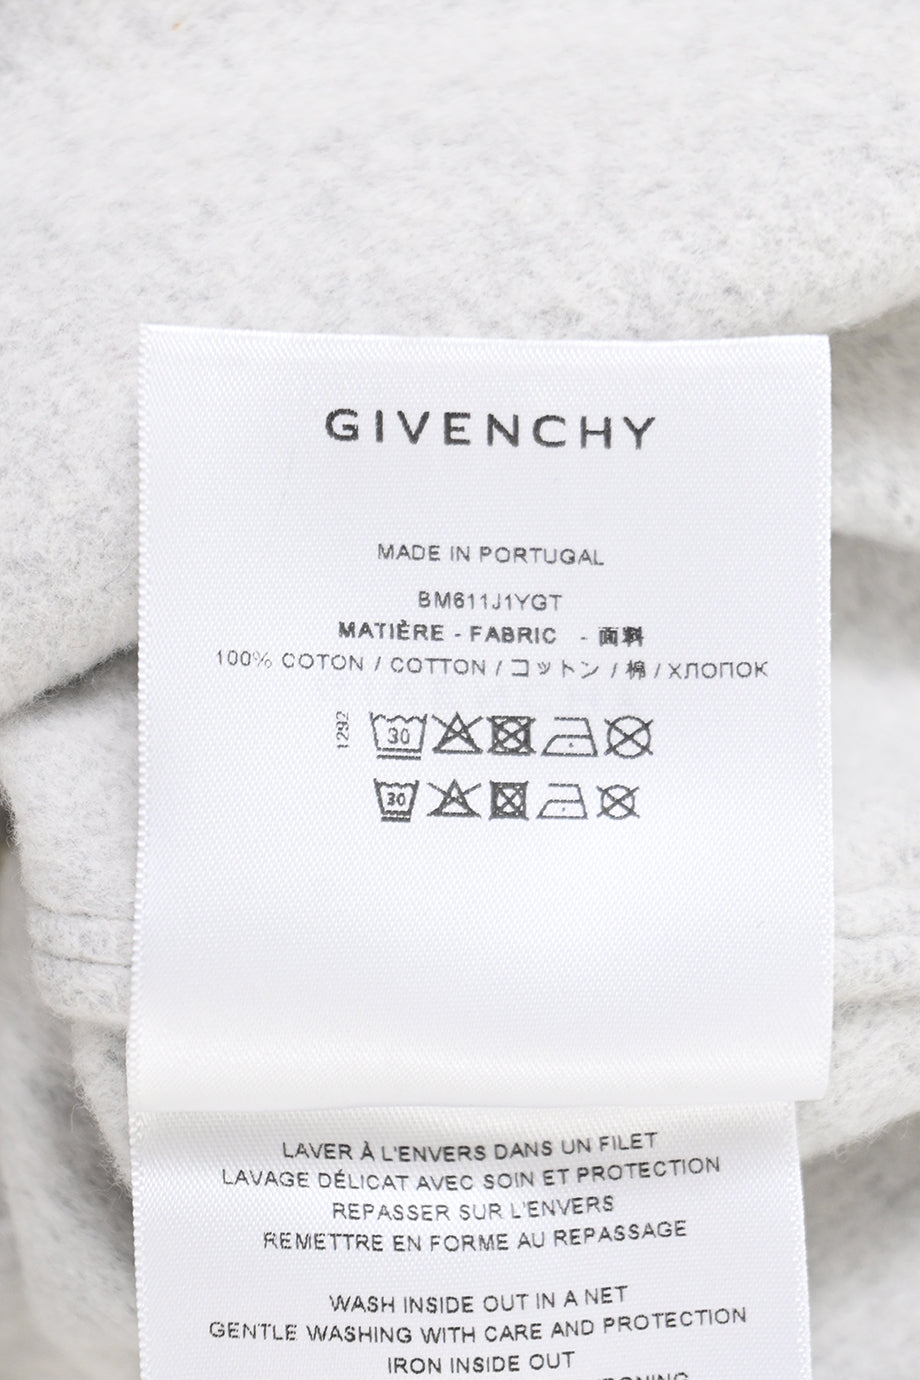 GIVENCHY
MADE IN PORTUGAL
BM611J1YGT
MATIÈRE - FABRIC - 面料
100% COTON / COTTON / コットン / 棉 / ХЛОПОК
1292
30
30
LAVER À L'ENVERS DANS UN FILET
LAVAGE DÉLICAT AVEC SOIN ET PROTECTION
REPASSER SUR L'ENVERS
REMETTRE EN FORME AU REPASSAGE
WASH INSIDE OUT IN A NET
GENTLE WASHING WITH CARE AND PROTECTION
IRON INSIDE OUT